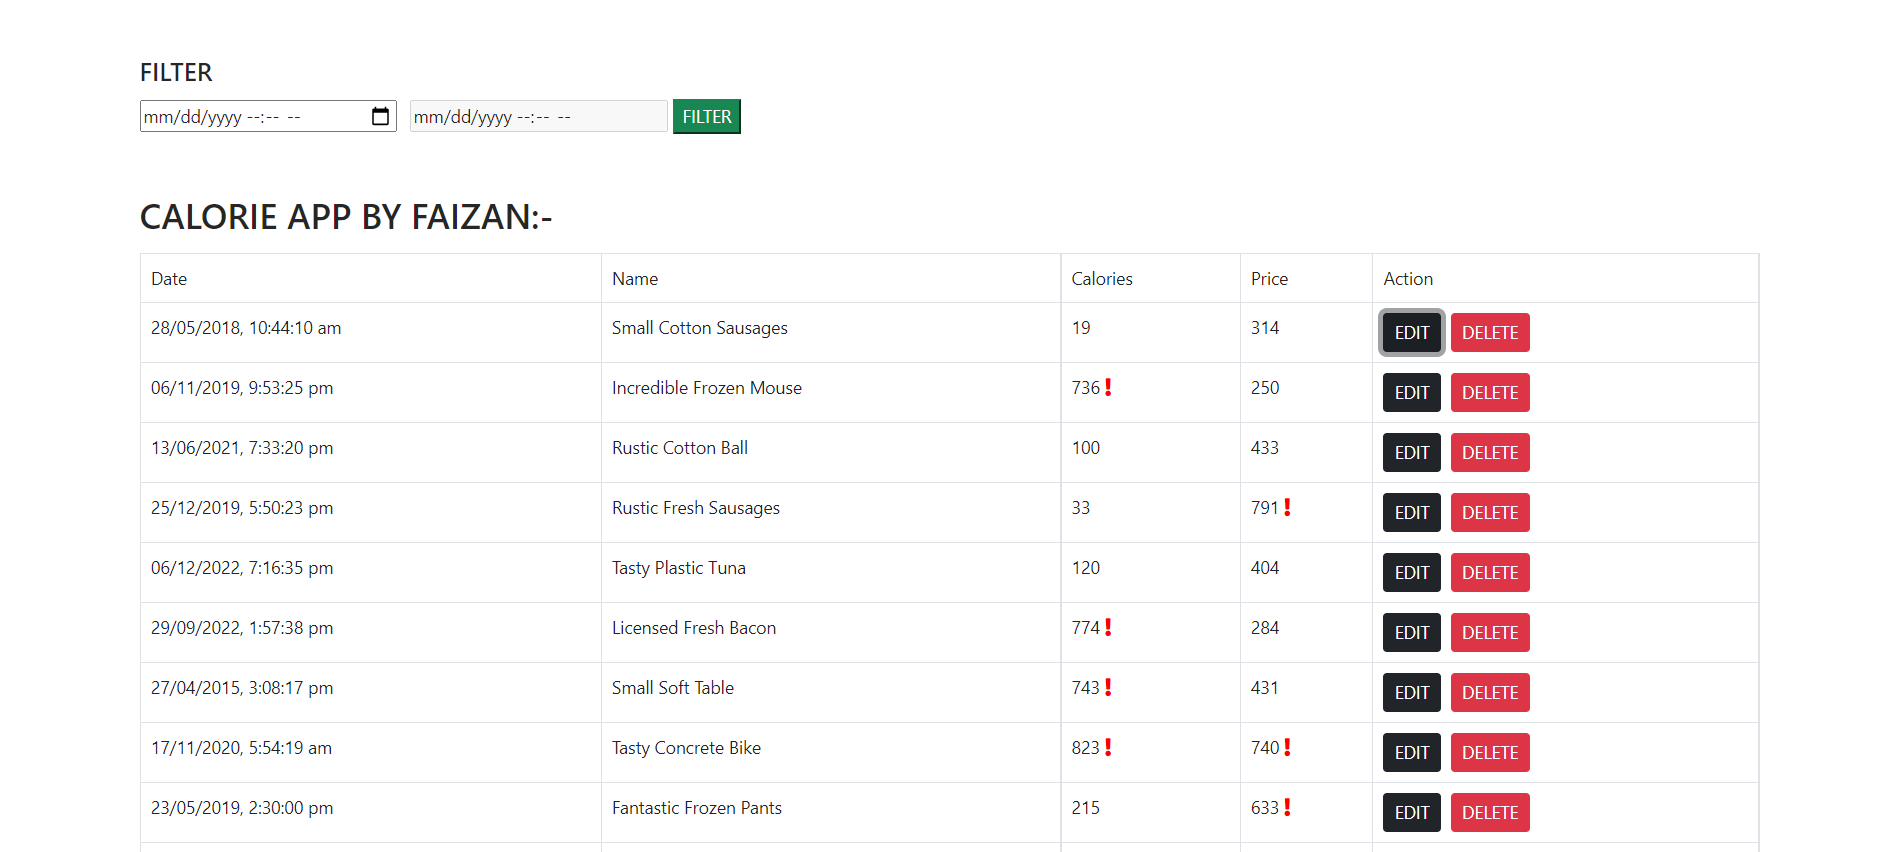 FILTER
mm/dd/yyyy --:-- -- mm/dd/yyyy --:-- -- FILTER
CALORIE APP BY FAIZAN:-
Date Name Calories Price Action
28/05/2018, 10:44:10 am Small Cotton Sausages 19 314 EDIT DELETE
06/11/2019, 9:53:25 pm Incredible Frozen Mouse 736 ! 250 EDIT DELETE
13/06/2021, 7:33:20 pm Rustic Cotton Ball 100 433 EDIT DELETE
25/12/2019, 5:50:23 pm Rustic Fresh Sausages 33 791 ! EDIT DELETE
06/12/2022, 7:16:35 pm Tasty Plastic Tuna 120 404 EDIT DELETE
29/09/2022, 1:57:38 pm Licensed Fresh Bacon 774 ! 284 EDIT DELETE
27/04/2015, 3:08:17 pm Small Soft Table 743 ! 431 EDIT DELETE
17/11/2020, 5:54:19 am Tasty Concrete Bike 823 ! 740 ! EDIT DELETE
23/05/2019, 2:30:00 pm Fantastic Frozen Pants 215 633 ! EDIT DELETE